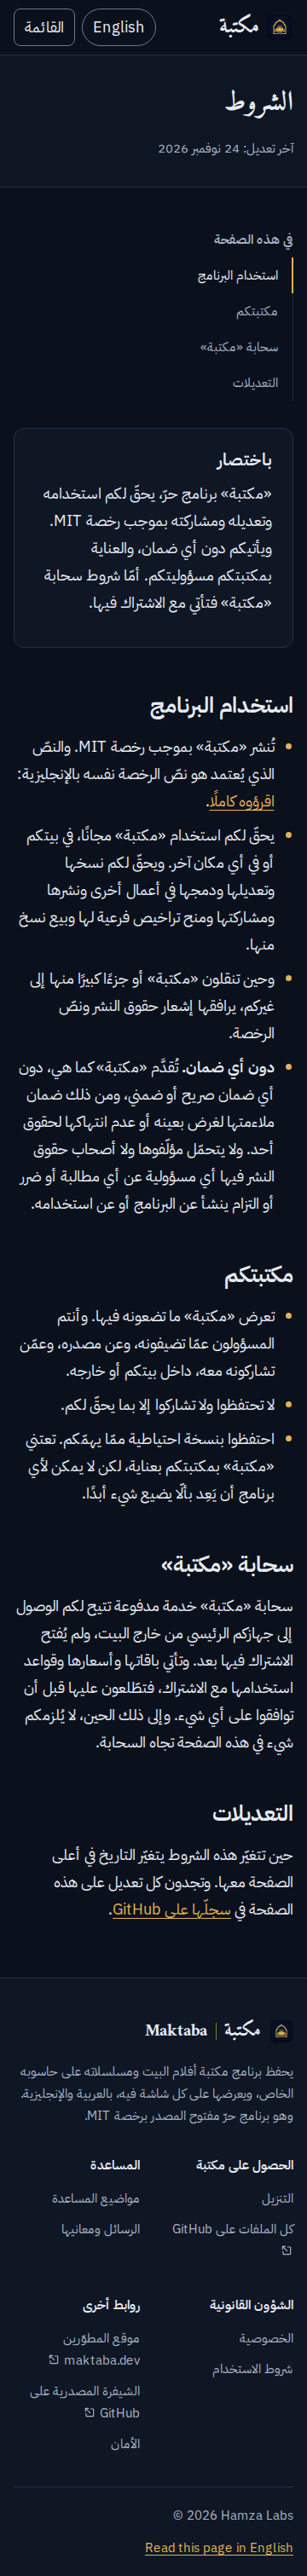 مكتبة
English
القائمة
الشروط
آخر تعديل: 24 نوفمبر 2026
في هذه الصفحة
استخدام البرنامج
مكتبتكم
سحابة «مكتبة»
التعديلات
باختصار
«مكتبة» برنامج حرّ، يحقّ لكم استخدامه
وتعديله ومشاركته بموجب رخصة MIT.
ويأتيكم دون أي ضمان، والعناية
بمكتبتكم مسؤوليتكم. أمّا شروط سحابة
«مكتبة» فتأتي مع الاشتراك فيها.
استخدام البرنامج
تُنشر «مكتبة» بموجب رخصة MIT. والنصّ
الذي يُعتمد هو نصّ الرخصة نفسه بالإنجليزية:
اقرؤوه كاملًا.
يحقّ لكم استخدام «مكتبة» مجانًا، في بيتكم
أو في أي مكان آخر. ويحقّ لكم نسخها
وتعديلها ودمجها في أعمال أخرى ونشرها
ومشاركتها ومنح تراخيص فرعية لها وبيع نسخ
منها.
وحين تنقلون «مكتبة» أو جزءًا كبيرًا منها إلى
غيركم، يرافقها إشعار حقوق النشر ونصّ
الرخصة.
دون أي ضمان. تُقدَّم «مكتبة» كما هي، دون
أي ضمان صريح أو ضمني، ومن ذلك ضمان
ملاءمتها لغرض بعينه أو عدم انتهاكها لحقوق
أحد. ولا يتحمّل مؤلّفوها ولا أصحاب حقوق
النشر فيها أي مسؤولية عن أي مطالبة أو ضرر
أو التزام ينشأ عن البرنامج أو عن استخدامه.
مكتبتكم
تعرض «مكتبة» ما تضعونه فيها. وأنتم
المسؤولون عمّا تضيفونه، وعن مصدره، وعمّن
تشاركونه معه، داخل بيتكم أو خارجه.
لا تحتفظوا ولا تشاركوا إلا بما يحقّ لكم.
احتفظوا بنسخة احتياطية ممّا يهمّكم. تعتني
«مكتبة» بمكتبتكم بعناية، لكن لا يمكن لأي
برنامج أن يَعِد بألّا يضيع شيء أبدًا.
سحابة «مكتبة»
سحابة «مكتبة» خدمة مدفوعة تتيح لكم الوصول
إلى جهازكم الرئيسي من خارج البيت، ولم يُفتح
الاشتراك فيها بعد. وتأتي باقاتها وأسعارها وقواعد
استخدامها مع الاشتراك، فتطّلعون عليها قبل أن
توافقوا على أي شيء. وإلى ذلك الحين، لا يُلزمكم
شيء في هذه الصفحة تجاه السحابة.
التعديلات
حين تتغيّر هذه الشروط يتغيّر التاريخ في أعلى
الصفحة معها. وتجدون كل تعديل على هذه
الصفحة في سجلّها على GitHub.
مكتبة | Maktaba
يحفظ برنامج مكتبة أفلام البيت ومسلسلاته على حاسوبه
الخاص، ويعرضها على كل شاشة فيه، بالعربية والإنجليزية.
وهو برنامج حرّ مفتوح المصدر برخصة MIT.
الحصول على مكتبة
التنزيل
كل الملفات على GitHub
المساعدة
مواضيع المساعدة
الرسائل ومعانيها
الشؤون القانونية
الخصوصية
شروط الاستخدام
روابط أخرى
موقع المطوّرين
maktaba.dev
الشيفرة المصدرية على
GitHub
الأمان
© 2026 Hamza Labs
Read this page in English